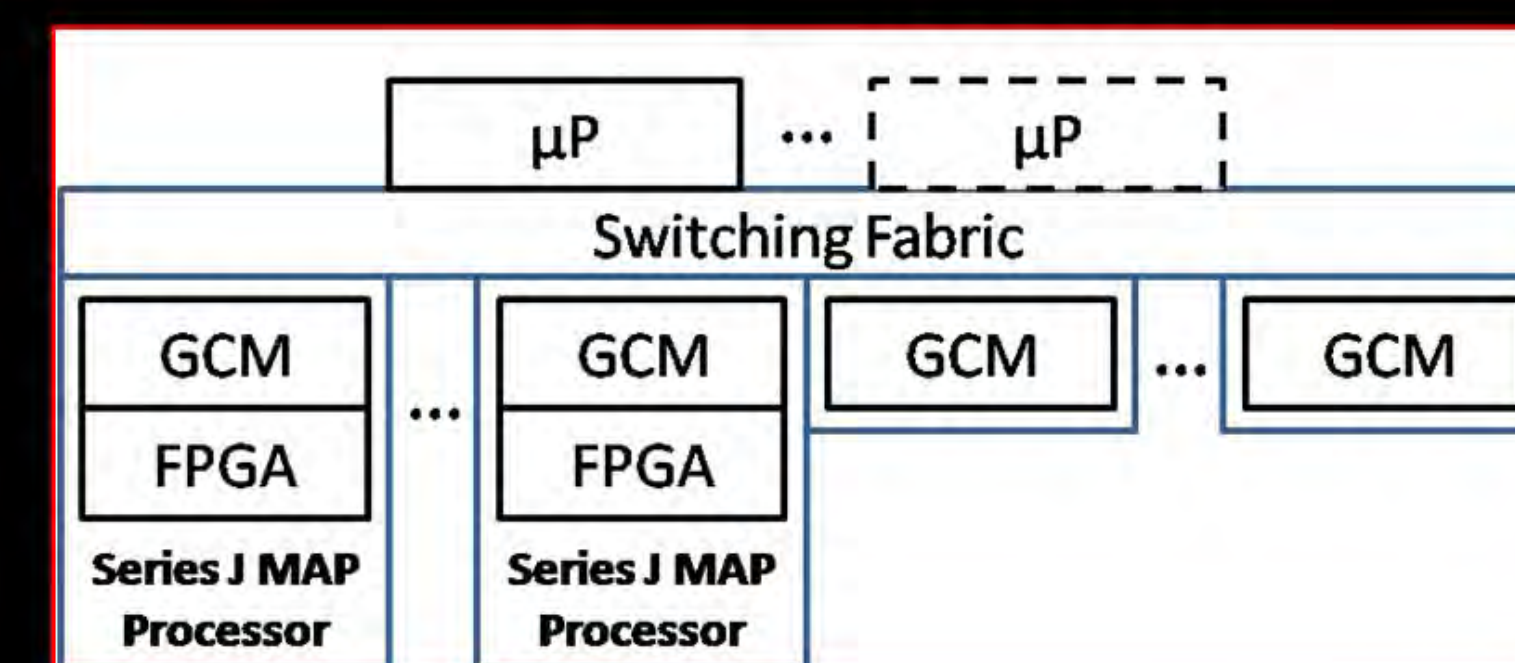 µP ... µP
Switching Fabric
GCM GCM GCM ... GCM
...
FPGA FPGA
Series J MAP Series J MAP
Processor Processor